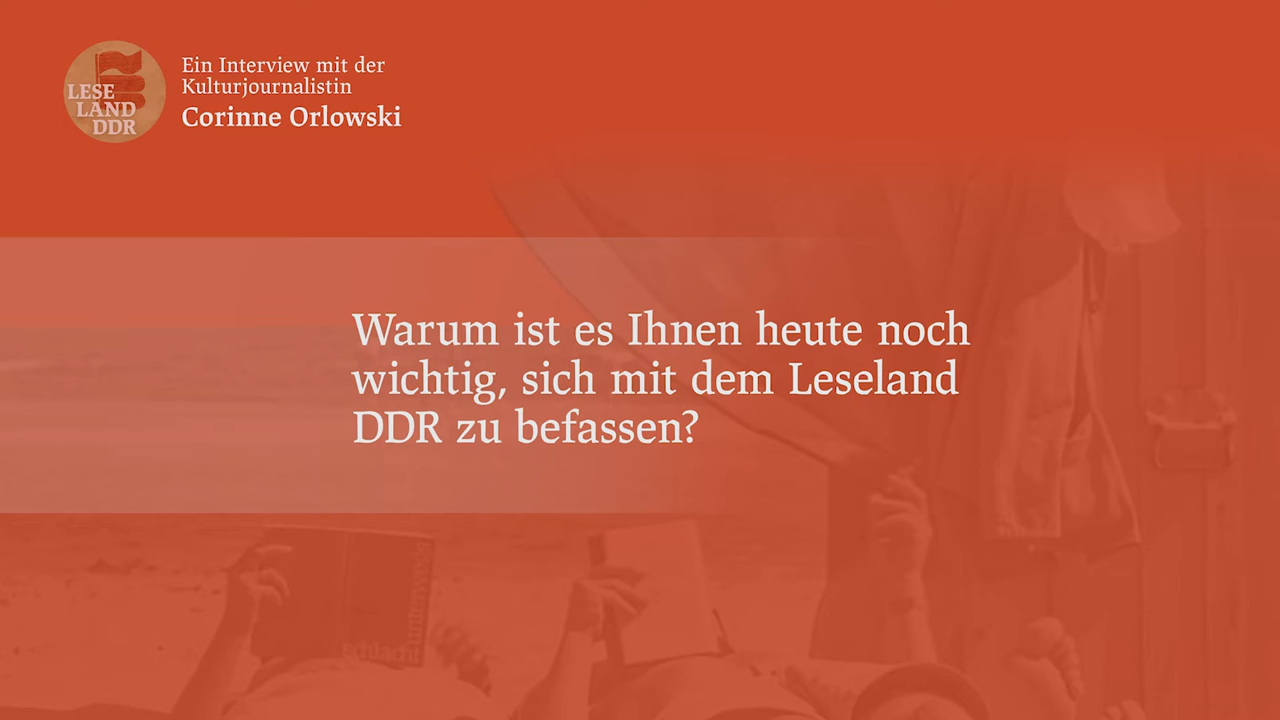 LESE
LAND
DDR
Ein Interview mit der
Kulturjournalistin
Corinne Orlowski
Warum ist es Ihnen heute noch
wichtig, sich mit dem Leseland
DDR zu befassen?